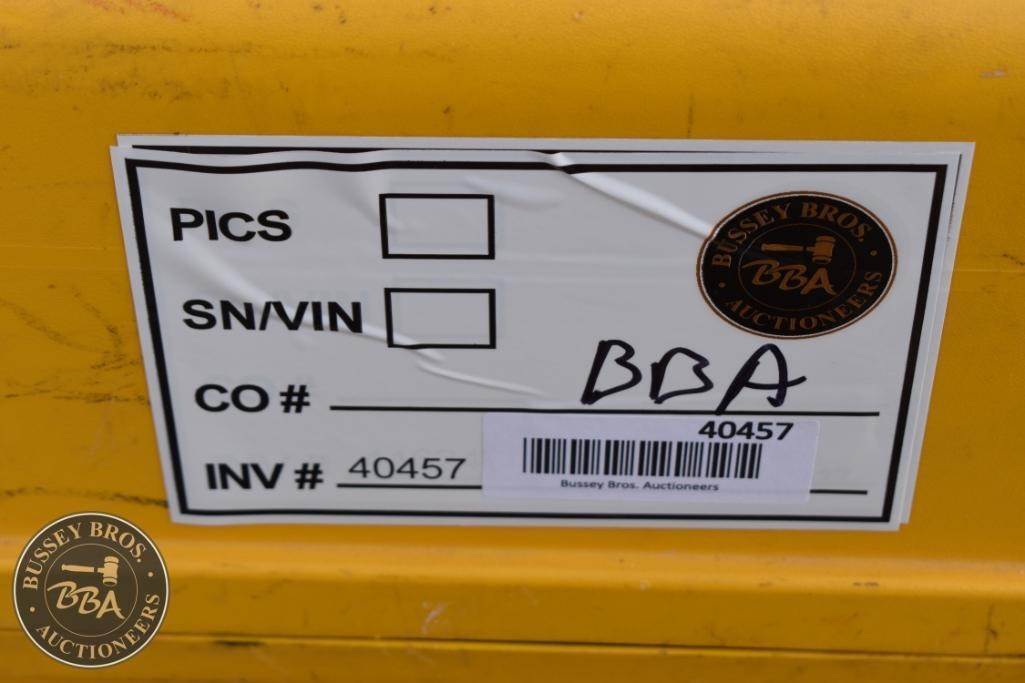 PICS
BUSSEY BROS.
BBA
AUCTIONEERS
SN/VIN
CO # BBA
40457
INV # 40457
Bussey Bros. Auctioneers
BUSSEY BROS.
BBA
AUCTIONEERS